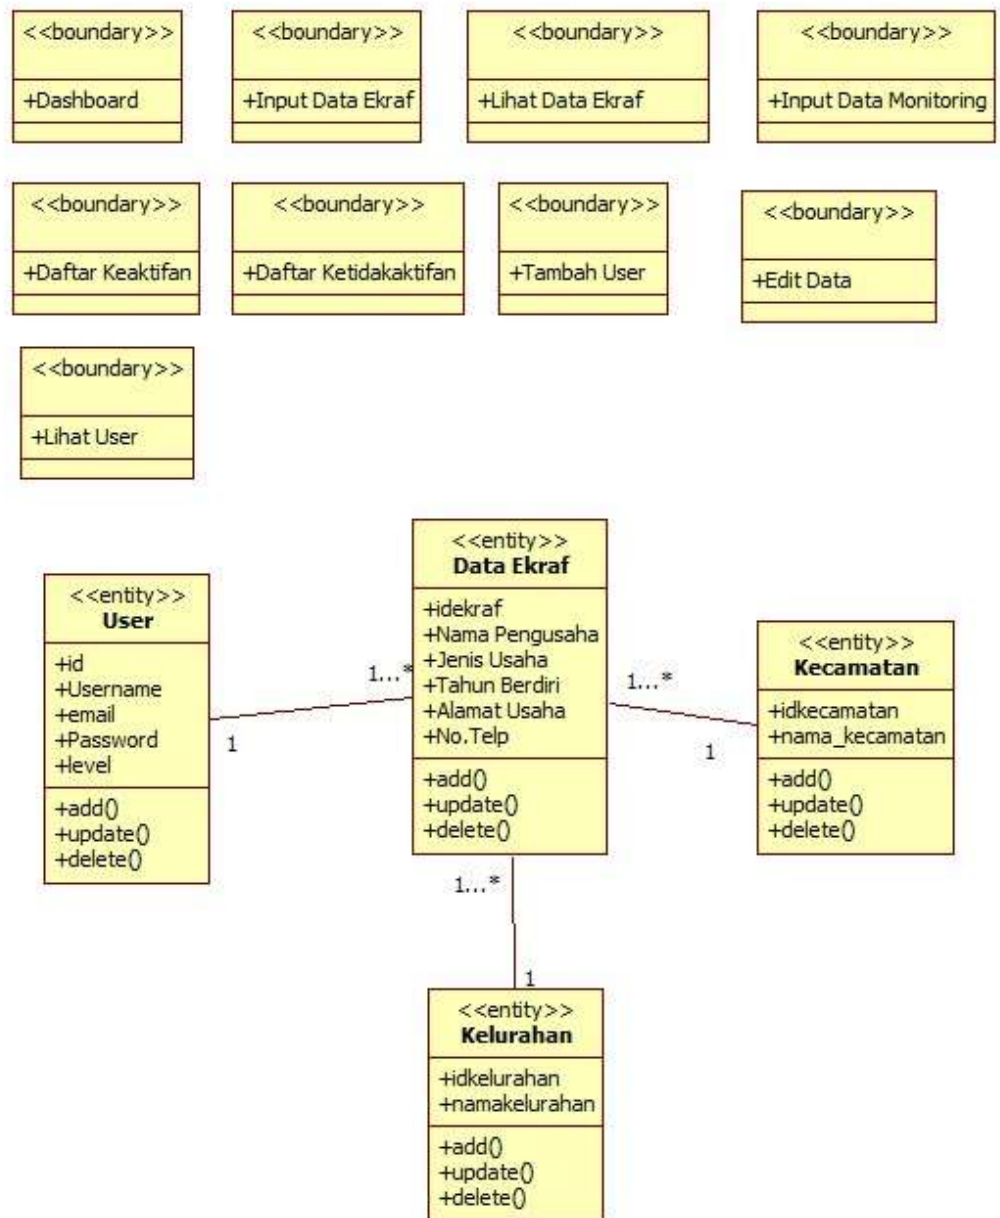 <<boundary>>
+Dashboard
<<boundary>>
+Input Data Ekraf
<<boundary>>
+Lihat Data Ekraf
<<boundary>>
+Input Data Monitoring
<<boundary>>
+Daftar Keaktifan
<<boundary>>
+Daftar Ketidakaktifan
<<boundary>>
+Tambah User
<<boundary>>
+Edit Data
<<boundary>>
+Lihat User
<<entity>>
User
+id
+Username
+email
+Password
+level
+add()
+update()
+delete()
1
1...*
<<entity>>
Data Ekraf
+idekraf
+Nama Pengusaha
+Jenis Usaha
+Tahun Berdiri
+Alamat Usaha
+No.Telp
+add()
+update()
+delete()
1...*
1
<<entity>>
Kecamatan
+idkecamatan
+nama_kecamatan
+add()
+update()
+delete()
1...*
1
<<entity>>
Kelurahan
+idkelurahan
+namakelurahan
+add()
+update()
+delete()